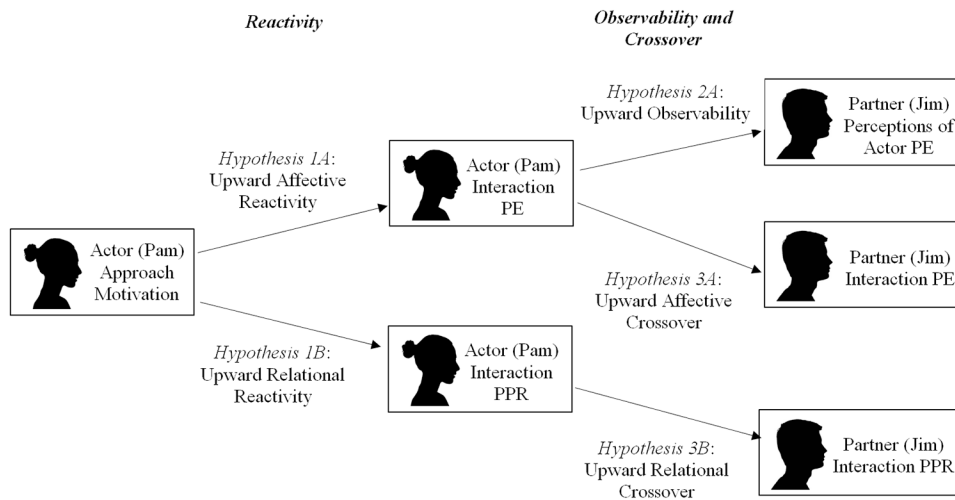 Reactivity
Observability and
Crossover
Hypothesis 1A:
Upward Affective
Reactivity
Hypothesis 2A:
Upward Observability
Partner (Jim)
Perceptions of
Actor PE
Actor (Pam)
Interaction
PE
Actor (Pam)
Approach
Motivation
Hypothesis 3A:
Upward Affective
Crossover
Partner (Jim)
Interaction PE
Hypothesis 1B:
Upward Relational
Reactivity
Actor (Pam)
Interaction
PPR
Hypothesis 3B:
Upward Relational
Crossover
Partner (Jim)
Interaction PPR